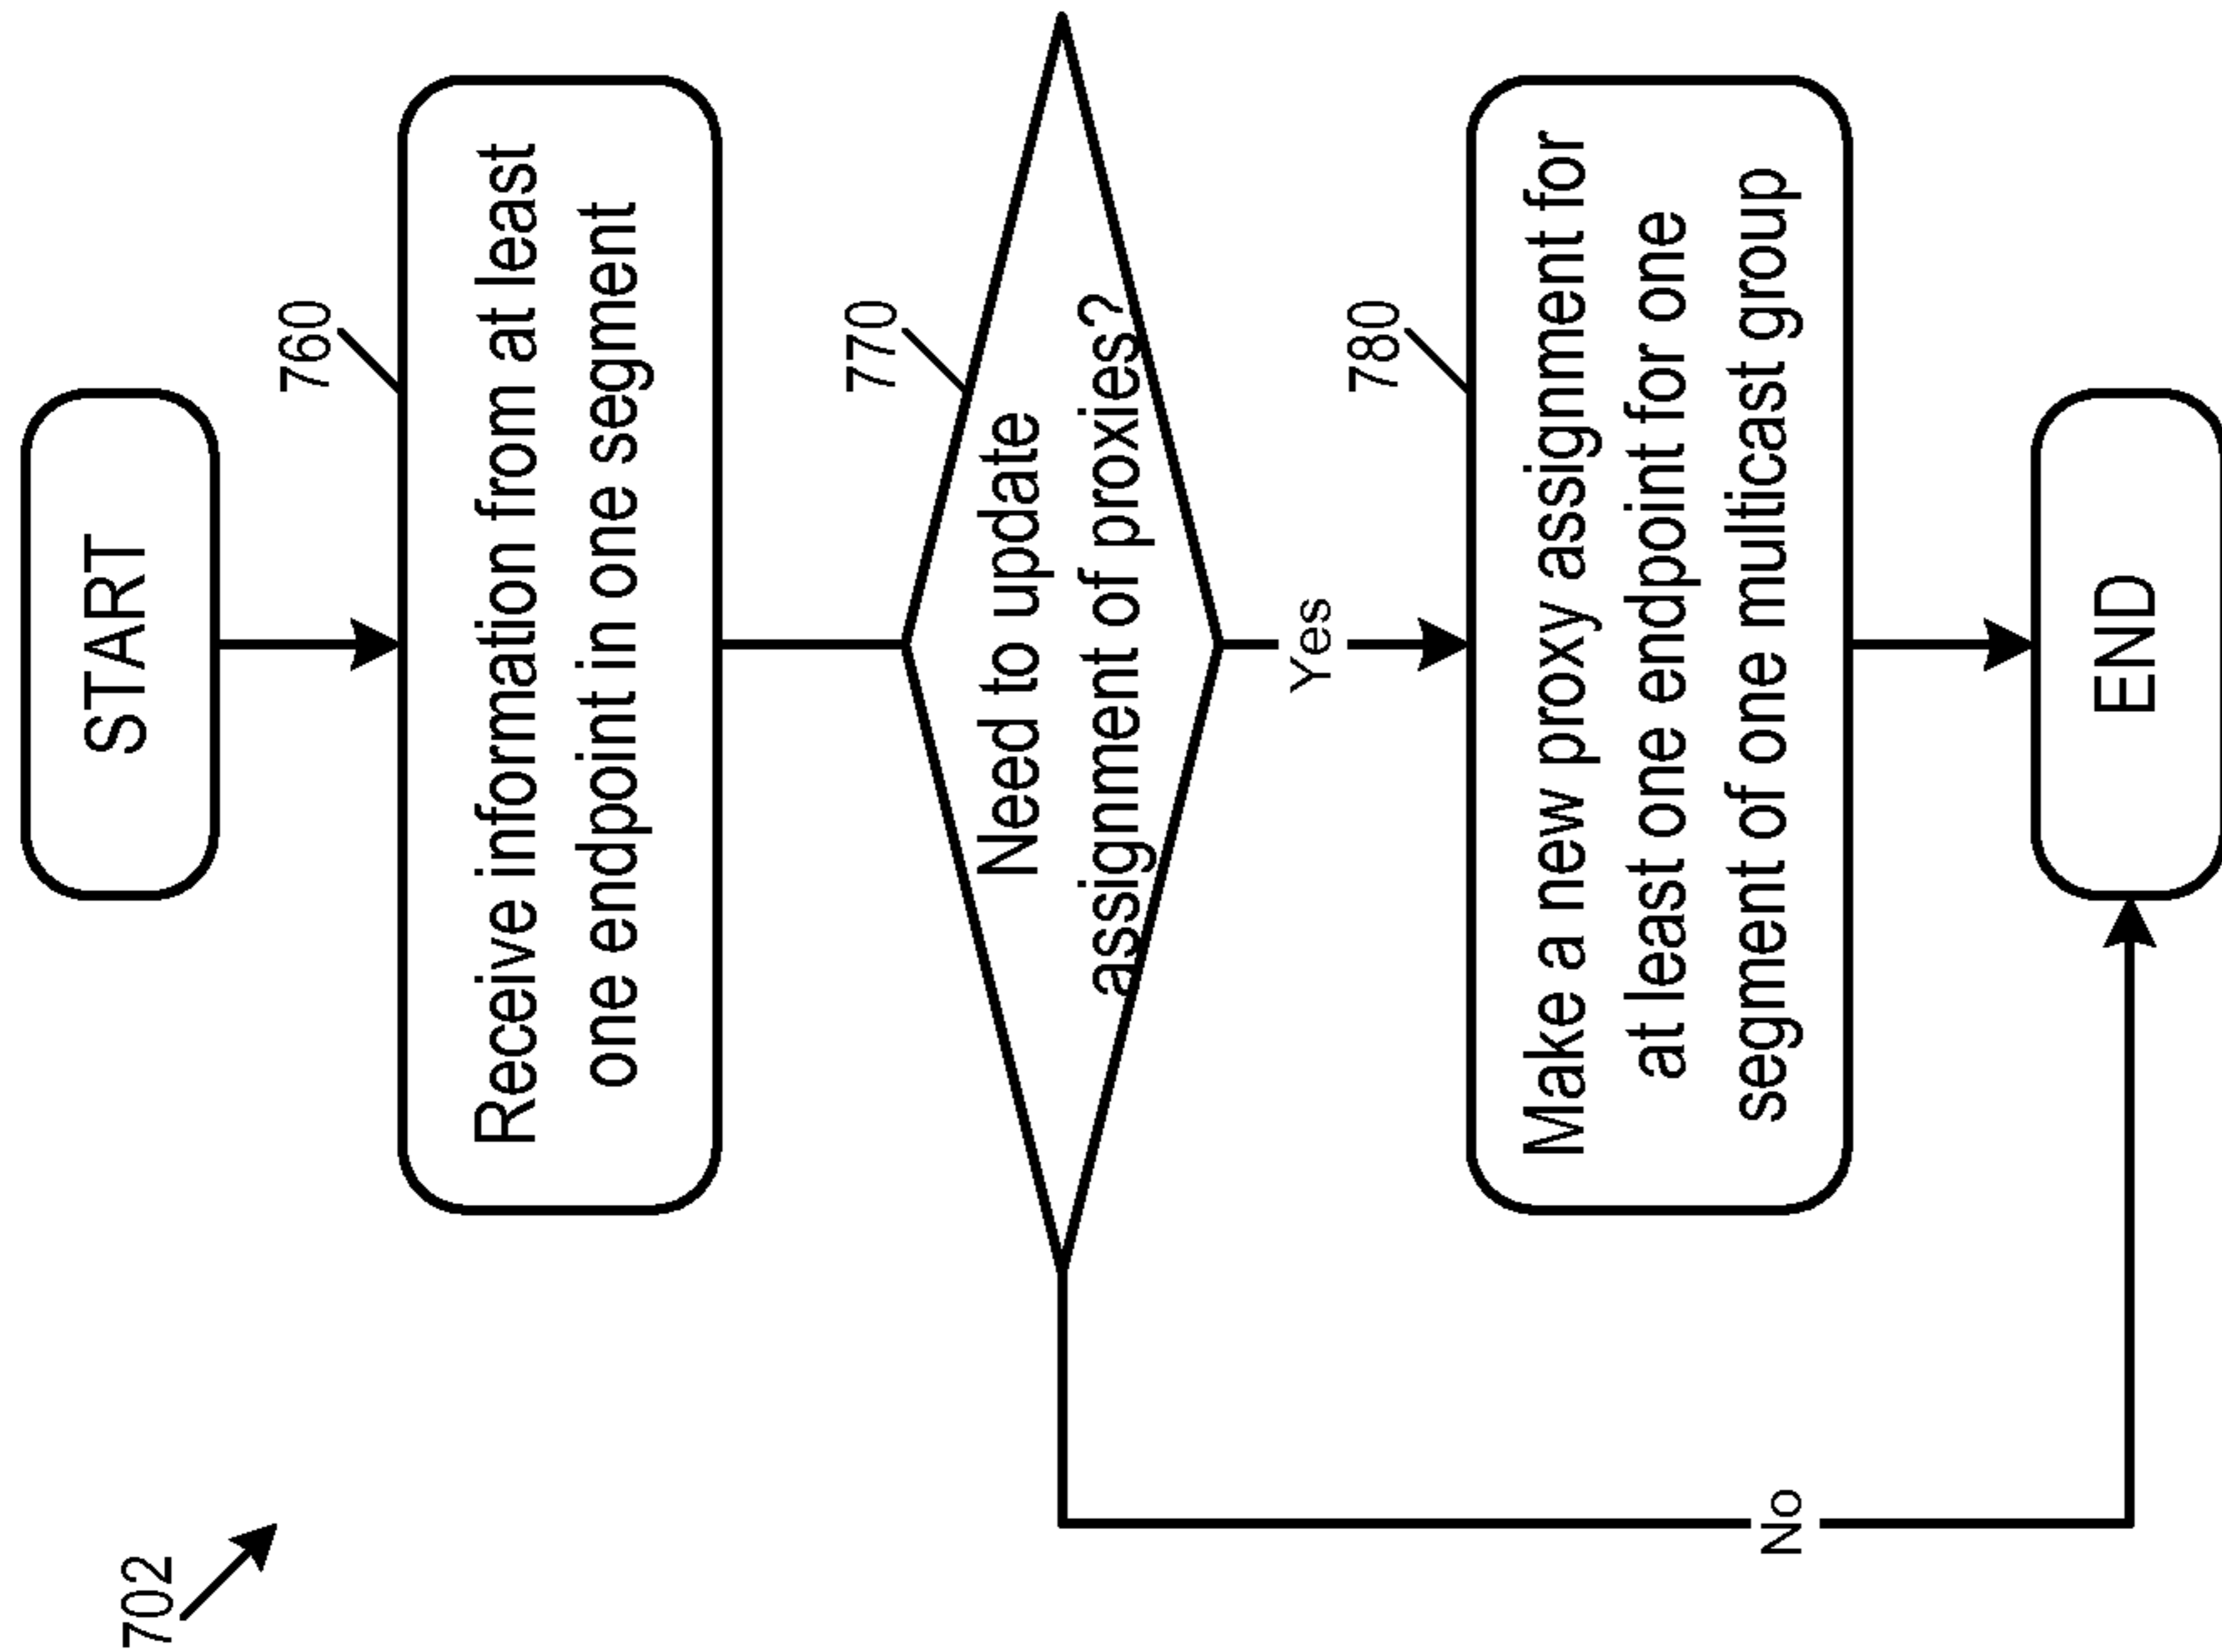 702
START
760
Receive information from at least
one endpoint in one segment
770
Need to update
assignment of proxies?
Yes
780
Make a new proxy assignment for
at least one endpoint for one
segment of one multicast group
No
END